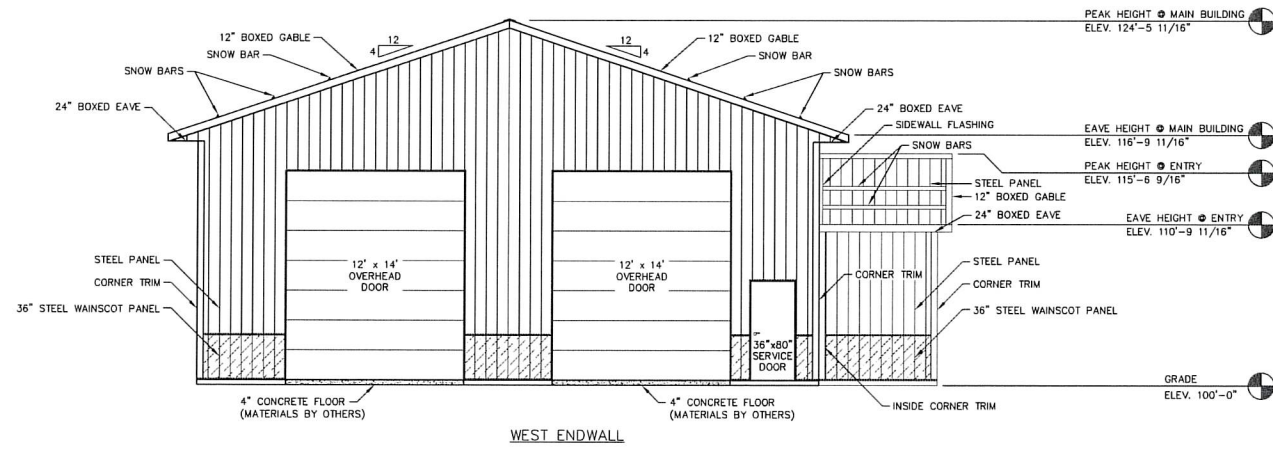 PEAK HEIGHT @ MAIN BUILDING
ELEV. 124'-5 11/16"
12" BOXED GABLE
12
4
12
4
12" BOXED GABLE
SNOW BAR
SNOW BAR
SNOW BARS
SNOW BARS
24" BOXED EAVE
24" BOXED EAVE
SIDEWALL FLASHING
SNOW BARS
EAVE HEIGHT @ MAIN BUILDING
ELEV. 116'-9 11/16"
PEAK HEIGHT @ ENTRY
ELEV. 115'-6 9/16"
STEEL PANEL
12" BOXED GABLE
24" BOXED EAVE
EAVE HEIGHT @ ENTRY
ELEV. 110'-9 11/16"
STEEL PANEL
CORNER TRIM
36" STEEL WAINSCOT PANEL
12' x 14'
OVERHEAD
DOOR
12' x 14'
OVERHEAD
DOOR
CORNER TRIM
STEEL PANEL
CORNER TRIM
36" STEEL WAINSCOT PANEL
36"x80"
SERVICE
DOOR
GRADE
ELEV. 100'-0"
4" CONCRETE FLOOR
(MATERIALS BY OTHERS)
4" CONCRETE FLOOR
(MATERIALS BY OTHERS)
INSIDE CORNER TRIM
WEST ENDWALL